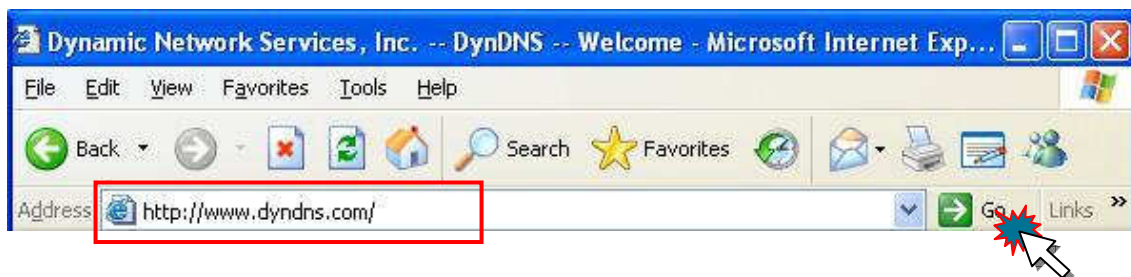 Dynamic Network Services, Inc. -- DynDNS -- Welcome - Microsoft Internet Exp...
File Edit View Favorites Tools Help
Back Search Favorites
Address http://www.dyndns.com/ Go Links »